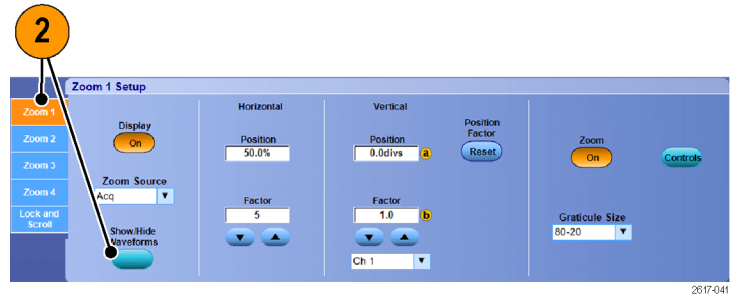 2
Zoom 1 Setup
Zoom 1
Zoom 2
Zoom 3
Zoom 4
Lock and
Scroll
Display
On
Zoom Source
Acq
Show/Hide
Waveforms
Horizontal
Position
50.0%
Factor
5
Vertical
Position
0.0divs
a
Factor
1.0
b
Ch 1
Position
Factor
Reset
Zoom
On
Controls
Graticule Size
80-20
2617-041